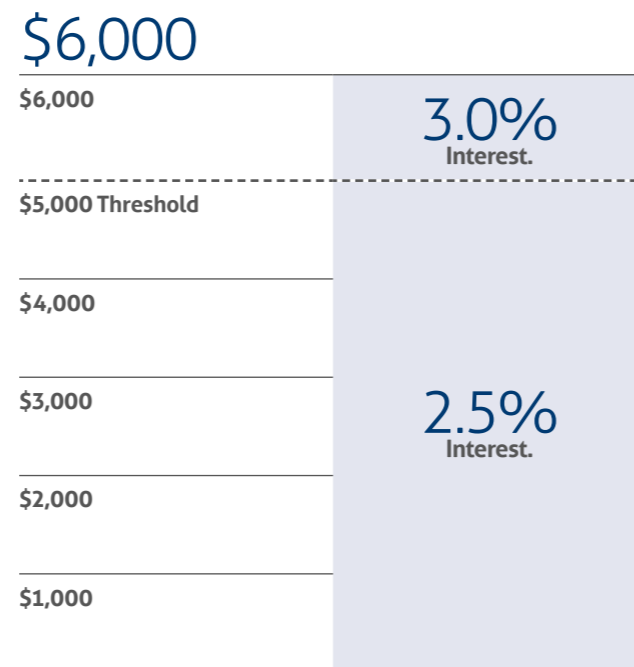 $6,000
$6,000
3.0%
Interest.
$5,000 Threshold
$4,000
$3,000
2.5%
Interest.
$2,000
$1,000